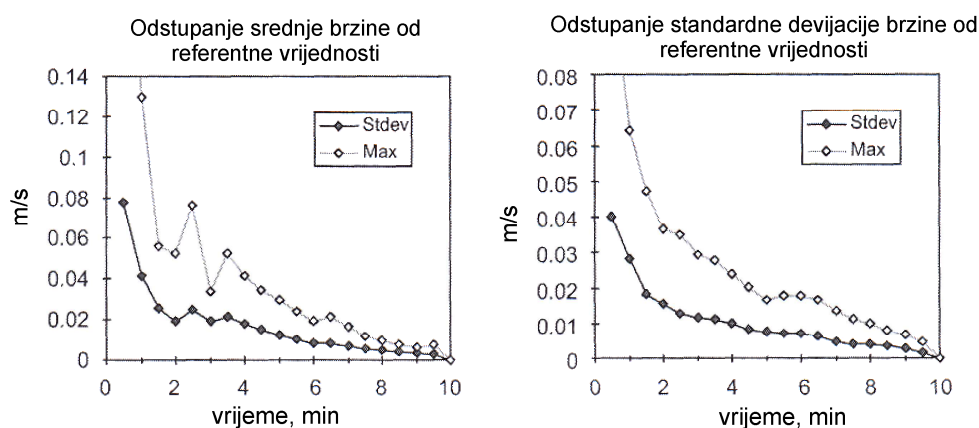 Odstupanje srednje brzine od
referentne vrijednosti
0.14
0.12
0.1
0.08
0.06
0.04
0.02
0
m/s
Stdev
Max
0 2 4 6 8 10
vrijeme, min
Odstupanje standardne devijacije brzine od
referentne vrijednosti
0.08
0.07
0.06
0.05
0.04
0.03
0.02
0.01
0
m/s
Stdev
Max
0 2 4 6 8 10
vrijeme, min